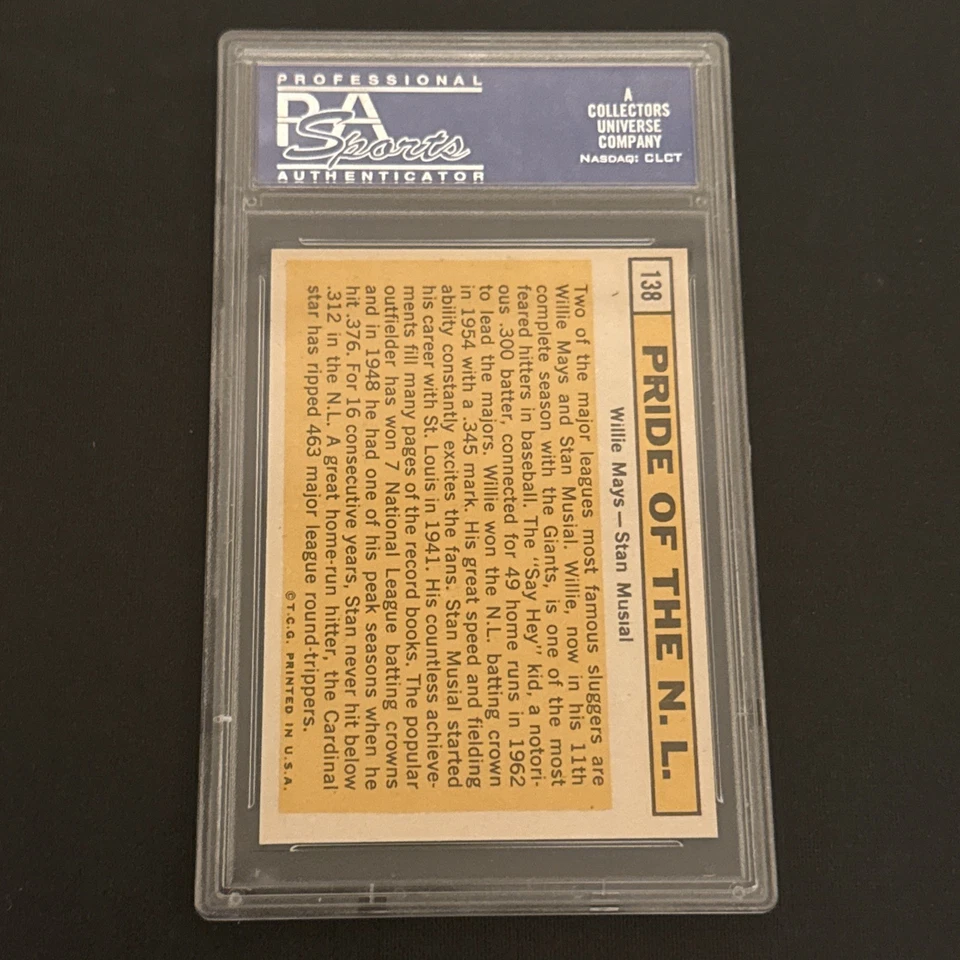 PROFESSIONAL
PSA
Sports
AUTHENTICATOR
A
COLLECTORS
UNIVERSE
COMPANY
NASDAQ: CLCT
138
PRIDE OF THE N. L.
Willie Mays—Stan Musial
Two of the major leagues most famous sluggers are
Willie Mays and Stan Musial. Willie, now in his 11th
complete season with the Giants, is one of the most
feared hitters in baseball. The "Say Hey" kid, a notori-
ous .300 batter, connected for 49 home runs in 1962
to lead the majors. Willie won the N.L. batting crown
in 1954 with a .345 mark. His great speed and fielding
ability constantly excites the fans. Stan Musial started
his career with St. Louis in 1941. His countless achieve-
ments fill many pages of the record books. The popular
outfielder has won 7 National League batting crowns
and in 1948 he had one of his peak seasons when he
hit .376. For 16 consecutive years, Stan never hit below
.312 in the N.L. A great home-run hitter, the Cardinal
star has ripped 463 major league round-trippers.
©T.C.G. PRINTED IN U.S.A.